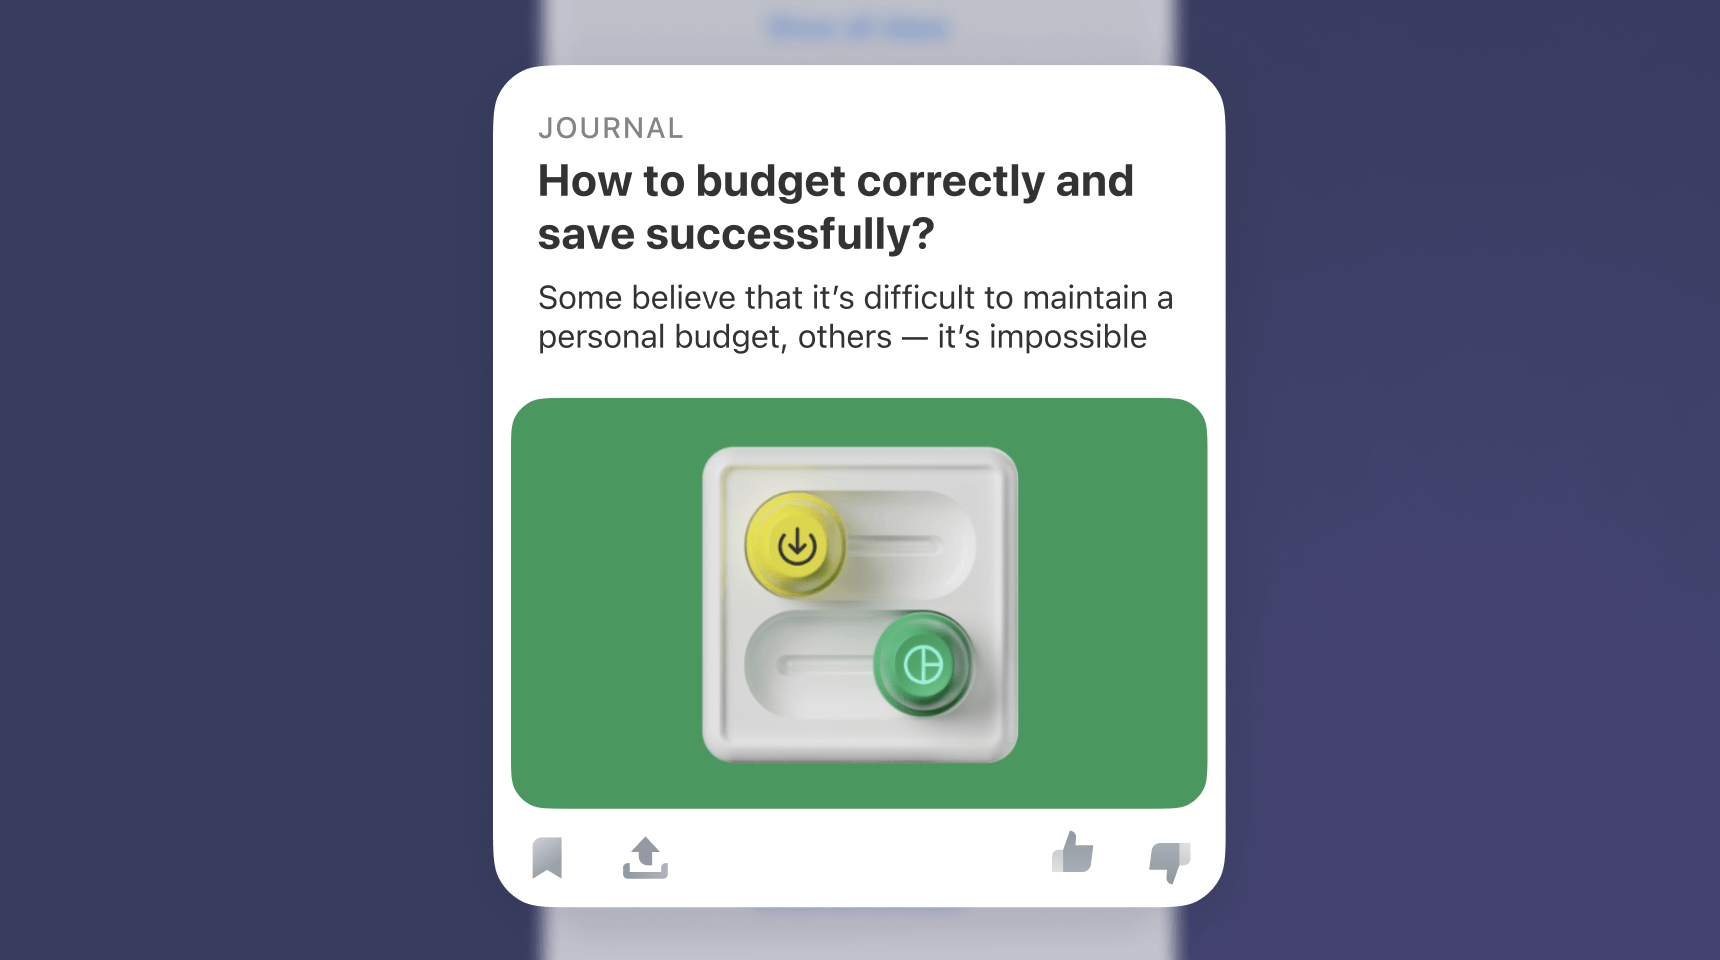 JOURNAL
How to budget correctly and
save successfully?
Some believe that it’s difficult to maintain a
personal budget, others — it’s impossible